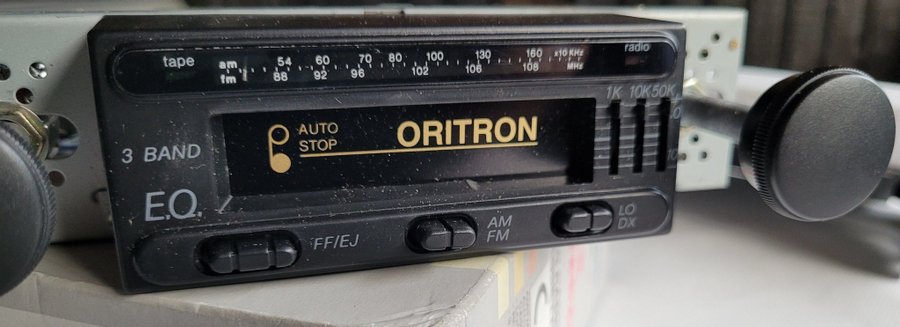 tape
radio
am 54 60 70 80 100 130 160 x10 KHz
fm 88 92 96 102 106 108 MHz
1K 10K 50K
AUTO
STOP
ORITRON
3 BAND
E.Q.
FF/EJ
AM
FM
LO
DX